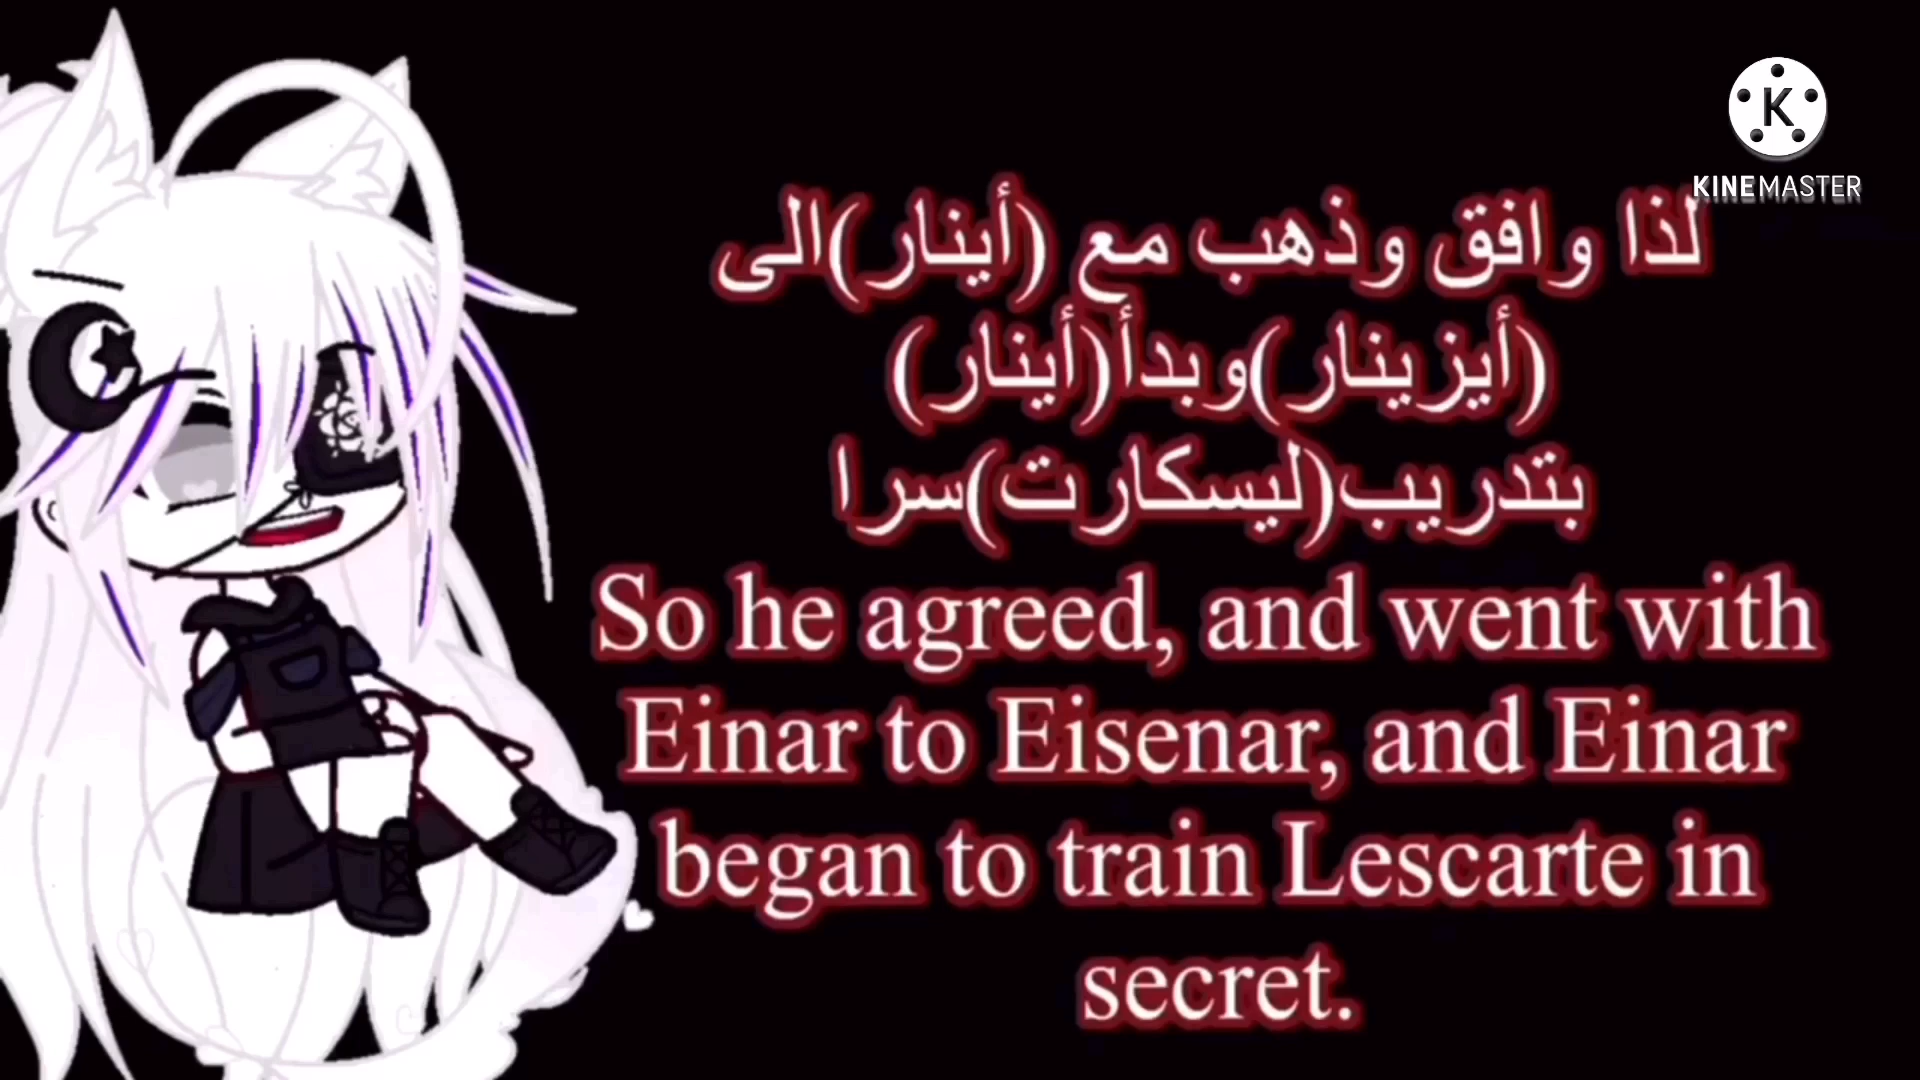 K
KINEMASTER
لذا وافق وذهب مع (أينار)الى
(أيزينار)وبدأ(أينار)
بتدريب(ليسكارت)سرا
So he agreed, and went with
Einar to Eisenar, and Einar
began to train Lescarte in
secret.